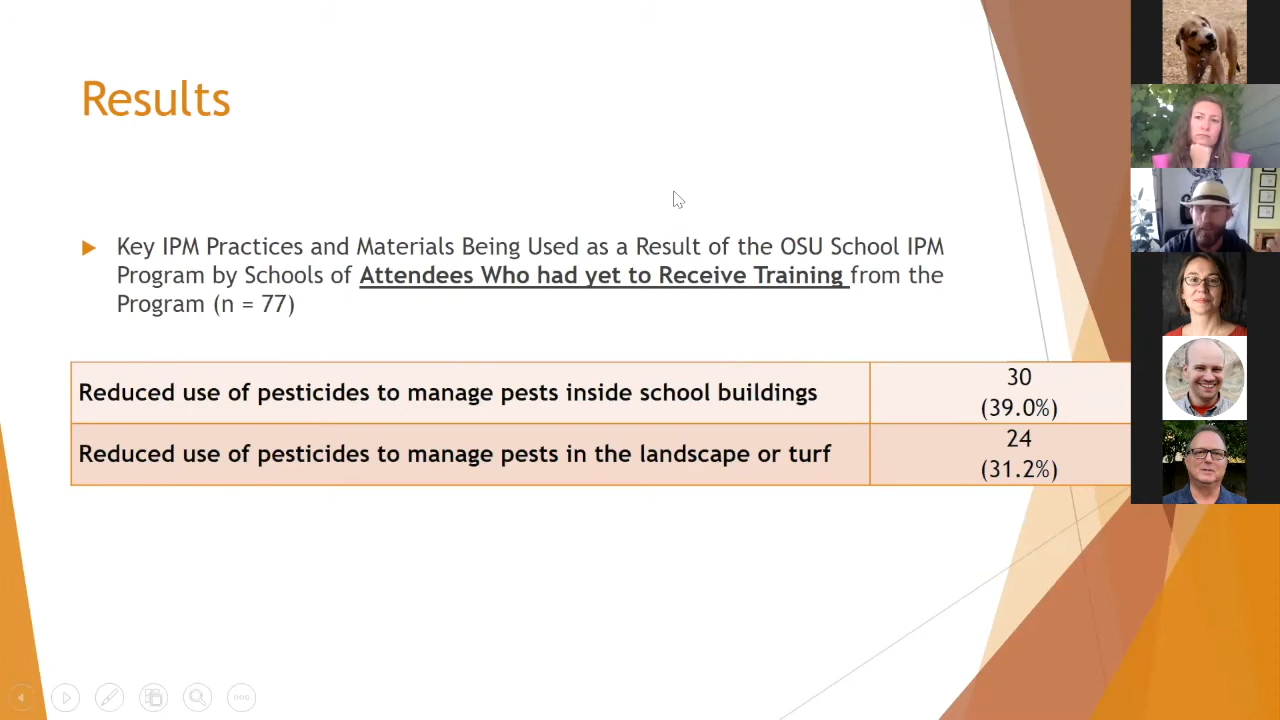 Results
Key IPM Practices and Materials Being Used as a Result of the OSU School IPM
Program by Schools of Attendees Who had yet to Receive Training from the
Program (n = 77)
Reduced use of pesticides to manage pests inside school buildings
30
(39.0%)
Reduced use of pesticides to manage pests in the landscape or turf
24
(31.2%)